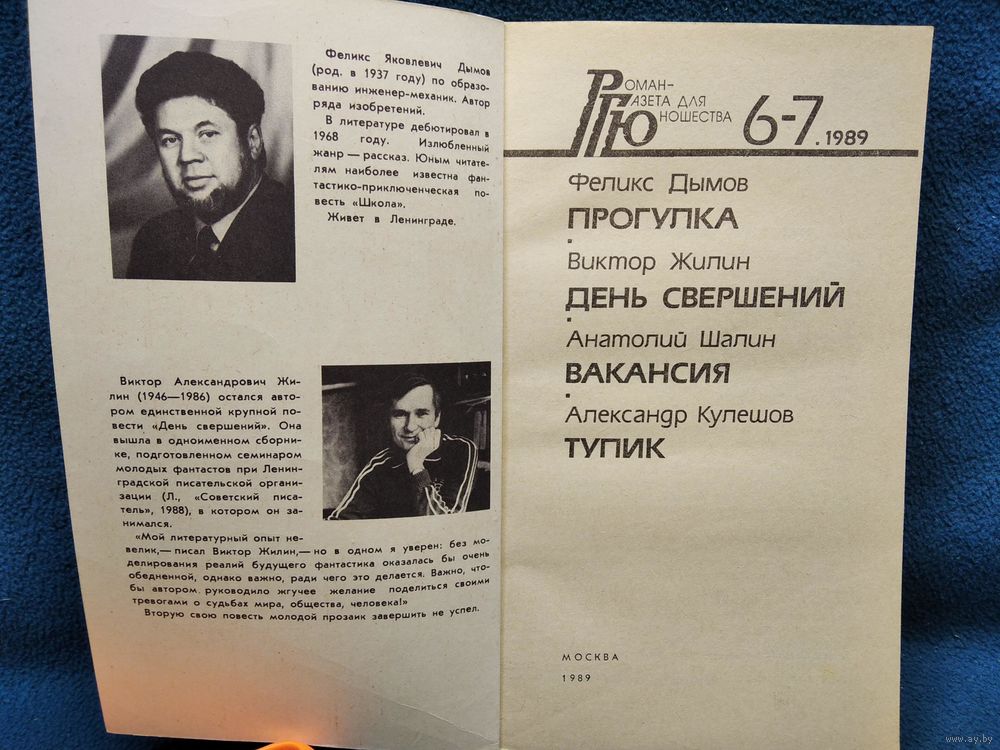 Феликс Яковлевич Дымов
(род. в 1937 году) по образо-
ванию инженер-механик. Автор
ряда изобретений.
В литературе дебютировал в
1968 году. Излюбленный
жанр — рассказ. Юным читате-
лям наиболее известна фан-
тастико-приключенческая по-
весть «Школа».
Живет в Ленинграде.
Виктор Александрович Жи-
лин (1946—1986) остался авто-
ром единственной крупной по-
вести «День свершений». Она
вышла в одноименном сборни-
ке, подготовленном семинаром
молодых фантастов при Ленин-
градской писательской органи-
зации (Л., «Советский писа-
тель», 1988), в котором он за-
нимался.
«Мой литературный опыт не-
велик,— писал Виктор Жилин,— но в одном я уверен: без мо-
делирования реалий будущего фантастика оказалась бы очень
обедненной, однако важно, ради чего это делается. Важно, что-
бы автором руководило жгучее желание поделиться своими
тревогами о судьбах мира, общества, человека!»
Вторую свою повесть молодой прозаик завершить не успел.
РОМАН-
ГАЗЕТА ДЛЯ
ЮНОШЕСТВА 6-7.1989
Феликс Дымов
ПРОГУЛКА
Виктор Жилин
ДЕНЬ СВЕРШЕНИЙ
Анатолий Шалин
ВАКАНСИЯ
Александр Кулешов
ТУПИК
МОСКВА
1989
www.ay.by